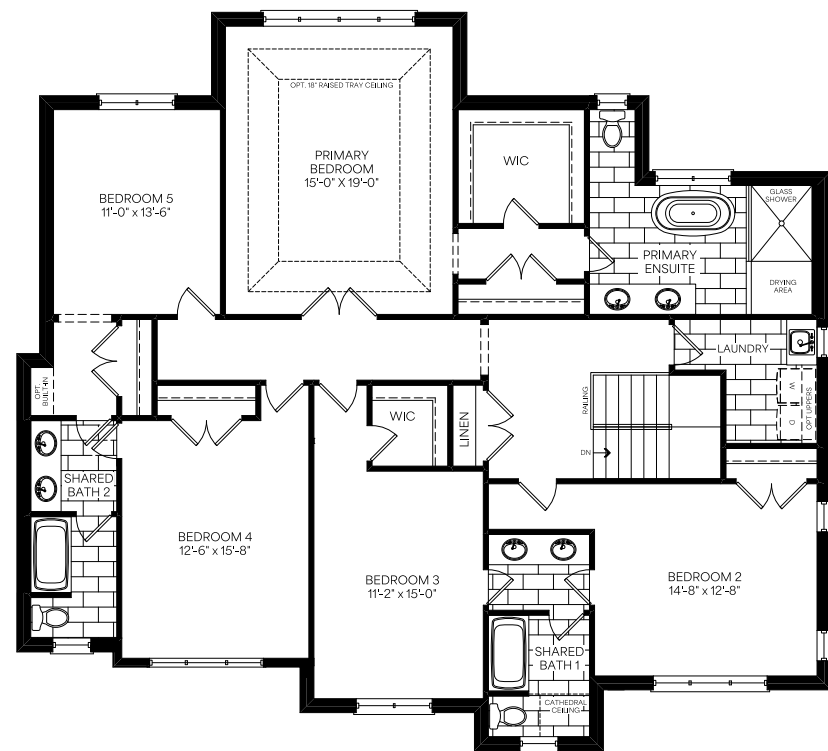 OPT. 18" RAISED TRAY CEILING
PRIMARY
BEDROOM
15'-0" X 19'-0"
WIC
BEDROOM 5
11'-0" x 13'-6"
GLASS
SHOWER
PRIMARY
ENSUITE
DRYING
AREA
LAUNDRY
OPT.
BUILT-IN
WIC
LINEN
RAILING
DN
W
D
OPT UPPERS
SHARED
BATH 2
BEDROOM 4
12'-6" x 15'-8"
BEDROOM 3
11'-2" x 15'-0"
BEDROOM 2
14'-8" x 12'-8"
SHARED
BATH 1
CATHEDRAL
CEILING